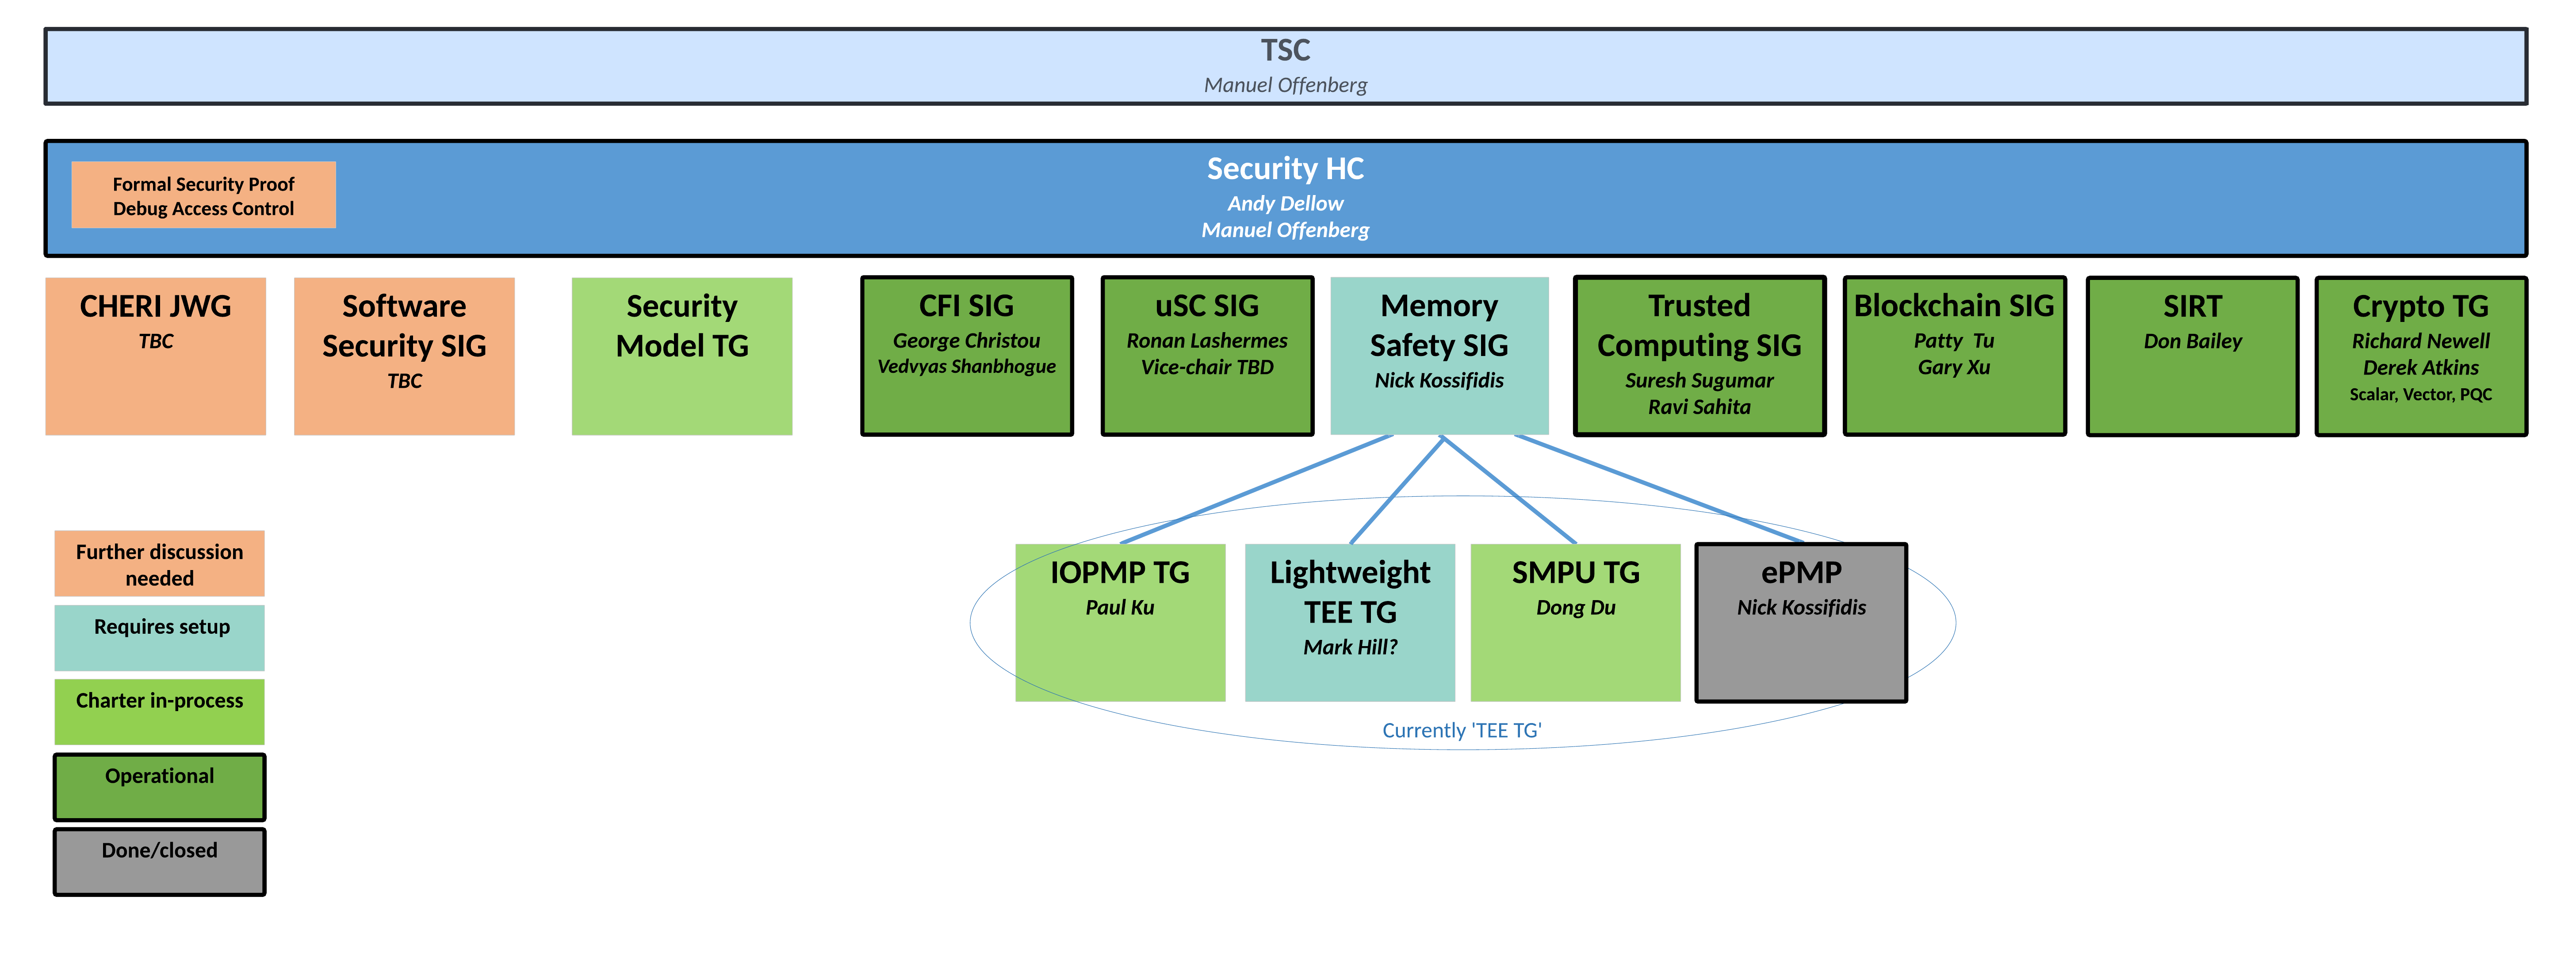 TSC
Manuel Offenberg
Security HC
Andy Dellow
Manuel Offenberg
Formal Security Proof
Debug Access Control
CHERI JWG
TBC
Software
Security SIG
TBC
Security
Model TG
CFI SIG
George Christou
Vedvyas Shanbhogue
uSC SIG
Ronan Lashermes
Vice-chair TBD
Memory
Safety SIG
Nick Kossifidis
Trusted
Computing SIG
Suresh Sugumar
Ravi Sahita
Blockchain SIG
Patty Tu
Gary Xu
SIRT
Don Bailey
Crypto TG
Richard Newell
Derek Atkins
Scalar, Vector, PQC
IOPMP TG
Paul Ku
Lightweight
TEE TG
Mark Hill?
SMPU TG
Dong Du
ePMP
Nick Kossifidis
Currently 'TEE TG'
Further discussion
needed
Requires setup
Charter in-process
Operational
Done/closed